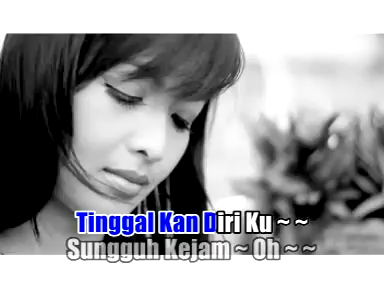 Tinggal Kan Diri Ku ~ ~
Sungguh Kejam ~ Oh ~ ~